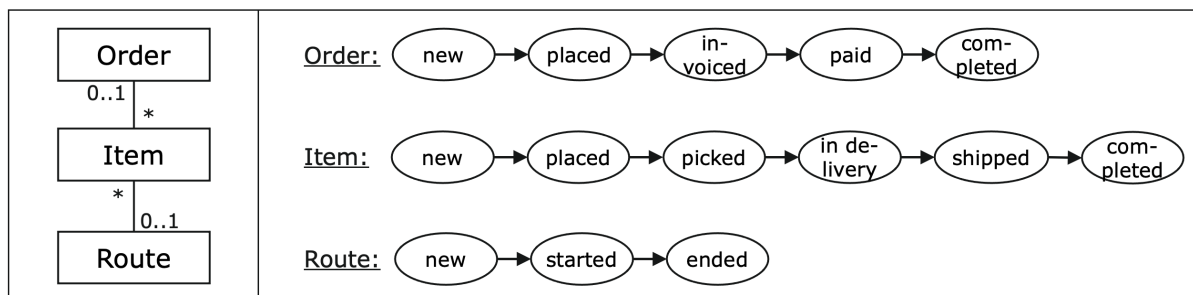 Order
0..1
*
Item
*
0..1
Route
Order: new placed in-
voiced paid com-
pleted
Item: new placed picked in de-
livery shipped com-
pleted
Route: new started ended